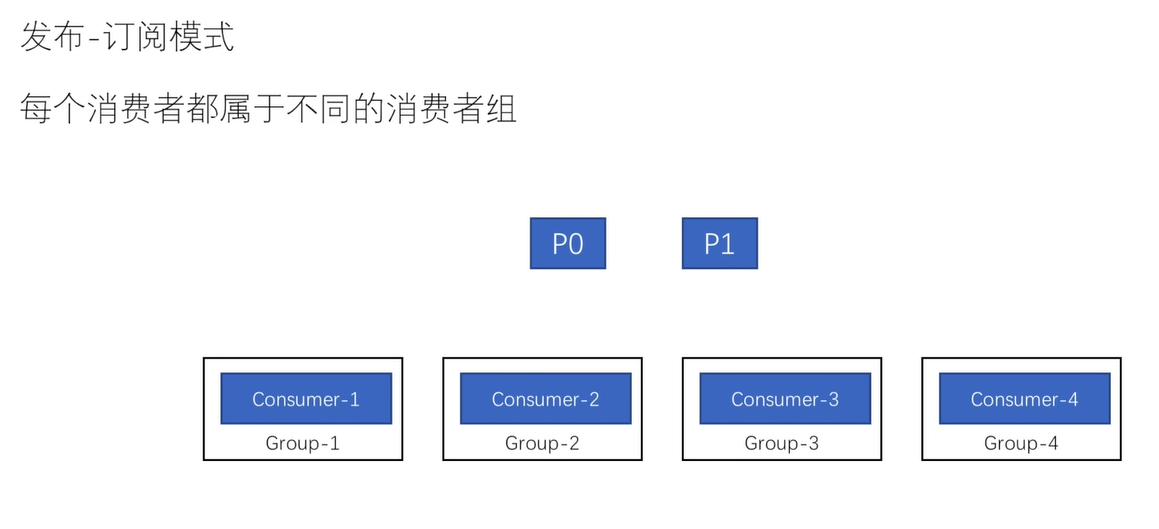 发布-订阅模式
每个消费者都属于不同的消费者组
P0 P1
Consumer-1 Consumer-2 Consumer-3 Consumer-4
Group-1 Group-2 Group-3 Group-4